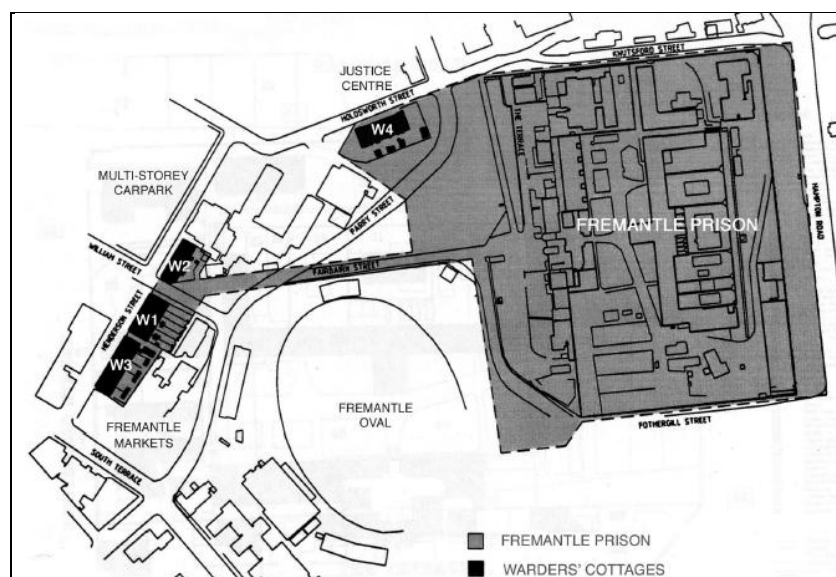 KNUTSFORD STREET
JUSTICE
CENTRE
HOLDSWORTH STREET
THE TERRACE
W4
MULTI-STOREY
CARPARK
PARRY STREET
FREMANTLE PRISON
HAMPTON ROAD
WILLIAM STREET
W2
FAIRBAIRN STREET
HENDERSON STREET
W1
W3
FREMANTLE
MARKETS
FREMANTLE
OVAL
FOTHERGILL STREET
SOUTH TERRACE
FREMANTLE PRISON
WARDERS' COTTAGES